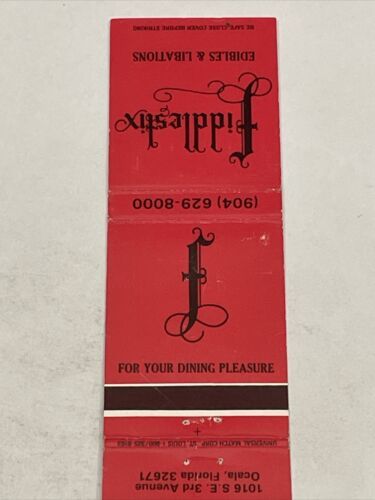 BE SAFE, CLOSE COVER BEFORE STRIKING
EDIBLES & LIBATIONS
Fiddlestix
(904) 629-8000
f
FOR YOUR DINING PLEASURE
UNIVERSAL MATCH CORP. ST. LOUIS
1016 S.E. 3rd Avenue
Ocala, Florida 32671